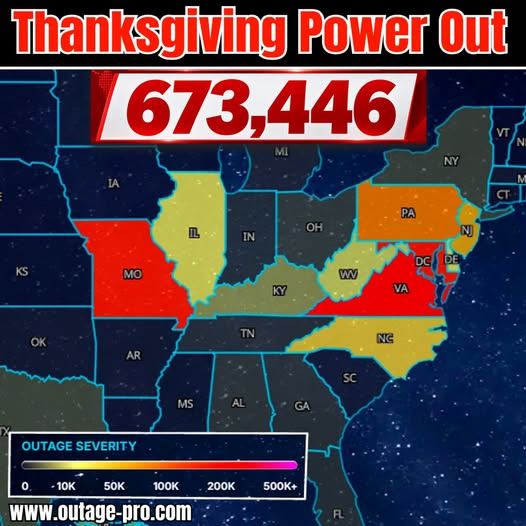 Thanksgiving Power Out
673,446
MI
VT
NY
CT
IA
IL
IN
OH
PA
NJ
KS
MO
KY
WV
DC
DE
VA
OK
AR
TN
NC
MS
AL
GA
SC
TX
FL
OUTAGE SEVERITY
0 10K 50K 100K 200K 500K+
www.outage-pro.com